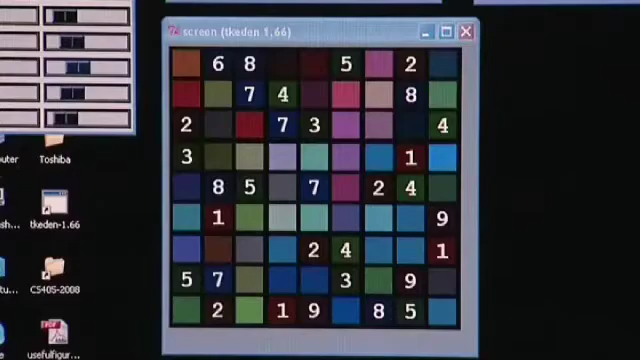 screen (tkeden 1,66)
6 8 5 2
7 4 8
2 7 3 4
3 1
8 5 7 2 4
1 9
2 4 1
5 7 3 9
2 1 9 8 5
puter
Toshiba
tkeden-1.66
CS405-2008
usefulfigur...